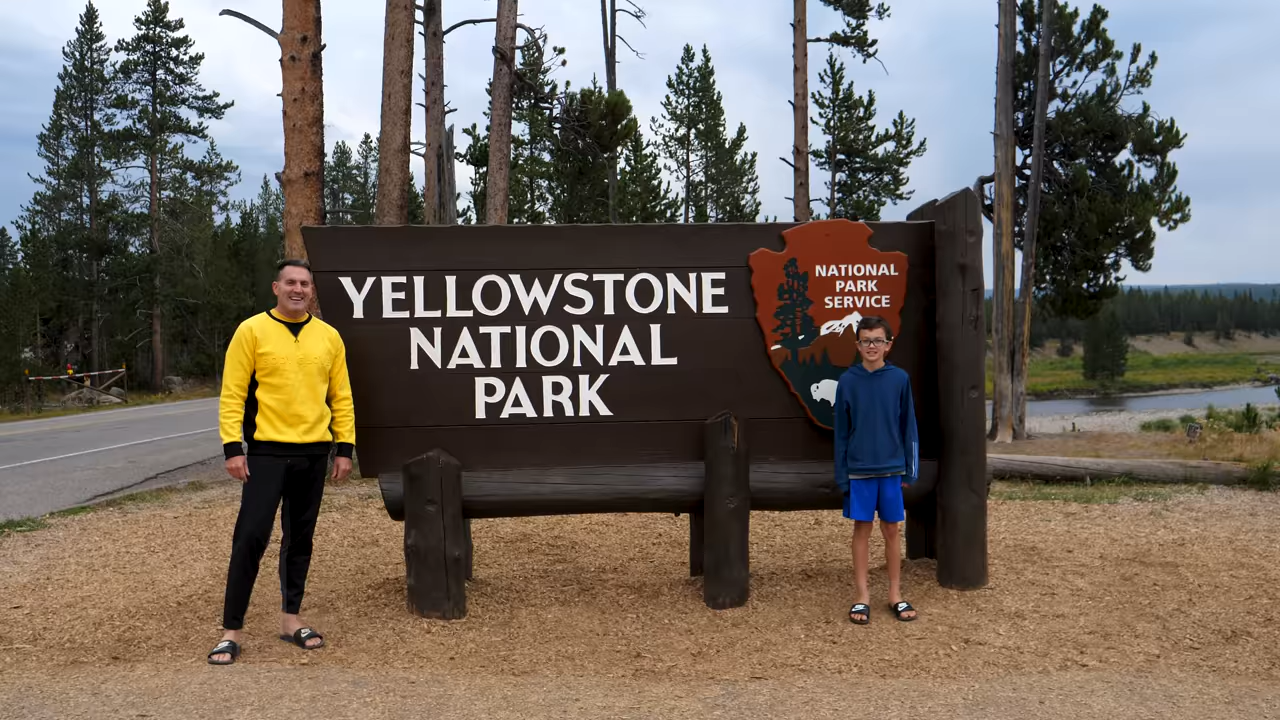 YELLOWSTONE
NATIONAL
PARK
NATIONAL
PARK
SERVICE